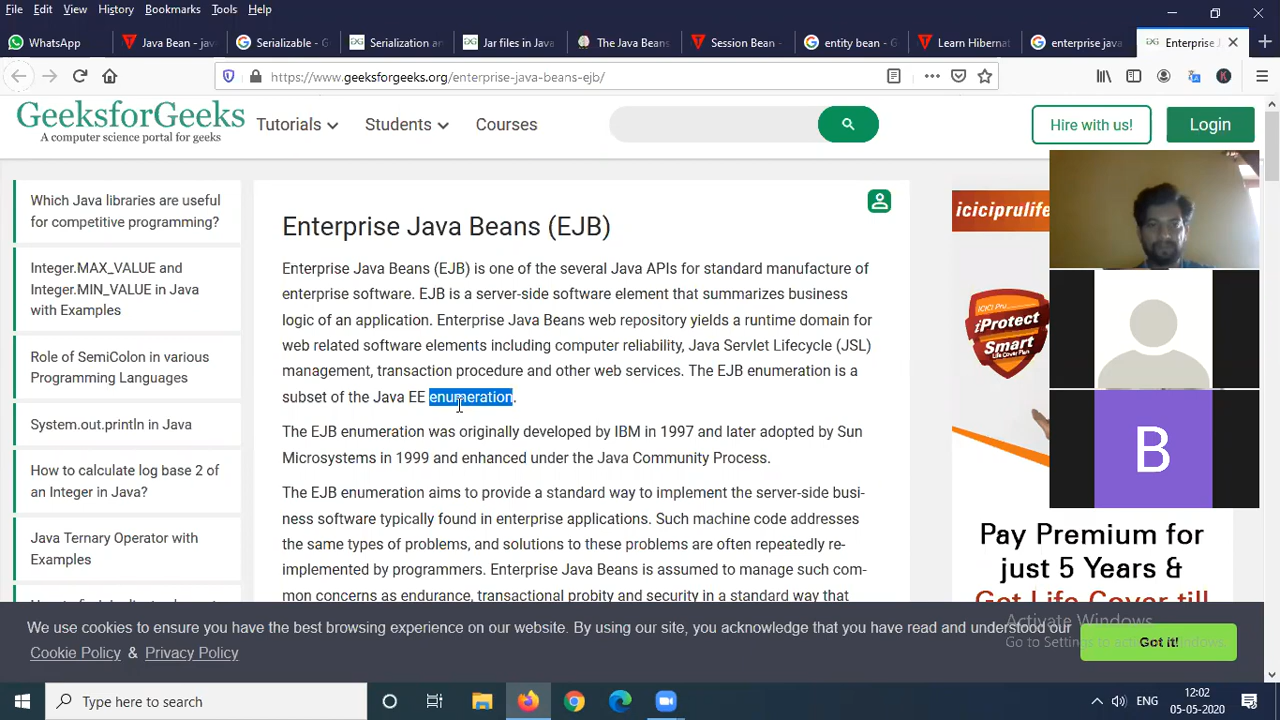 File Edit View History Bookmarks Tools Help
WhatsApp
Java Bean - jav
Serializable - G
Serialization an
Jar files in Java
The Java Beans
Session Bean -
entity bean - G
Learn Hibernat
enterprise java
Enterprise J
https://www.geeksforgeeks.org/enterprise-java-beans-ejb/
GeeksforGeeks
A computer science portal for geeks
Tutorials
Students
Courses
Hire with us!
Login
Which Java libraries are useful
for competitive programming?
Integer.MAX_VALUE and
Integer.MIN_VALUE in Java
with Examples
Role of SemiColon in various
Programming Languages
System.out.println in Java
How to calculate log base 2 of
an Integer in Java?
Java Ternary Operator with
Examples
Enterprise Java Beans (EJB)
Enterprise Java Beans (EJB) is one of the several Java APIs for standard manufacture of
enterprise software. EJB is a server-side software element that summarizes business
logic of an application. Enterprise Java Beans web repository yields a runtime domain for
web related software elements including computer reliability, Java Servlet Lifecycle (JSL)
management, transaction procedure and other web services. The EJB enumeration is a
subset of the Java EE enumeration.
The EJB enumeration was originally developed by IBM in 1997 and later adopted by Sun
Microsystems in 1999 and enhanced under the Java Community Process.
The EJB enumeration aims to provide a standard way to implement the server-side busi-
ness software typically found in enterprise applications. Such machine code addresses
the same types of problems, and solutions to these problems are often repeatedly re-
implemented by programmers. Enterprise Java Beans is assumed to manage such com-
mon concerns as endurance, transactional probity and security in a standard way that
iciciprulife
ICICI Pru
iProtect
Smart
Life Cover Plan
B
Pay Premium for
just 5 Years &
Get Life Cover till
Activate Windows
Go to Settings to activate Windows.
We use cookies to ensure you have the best browsing experience on our website. By using our site, you acknowledge that you have read and understood our
Cookie Policy & Privacy Policy
Got It!
Type here to search
ENG
12:02
05-05-2020